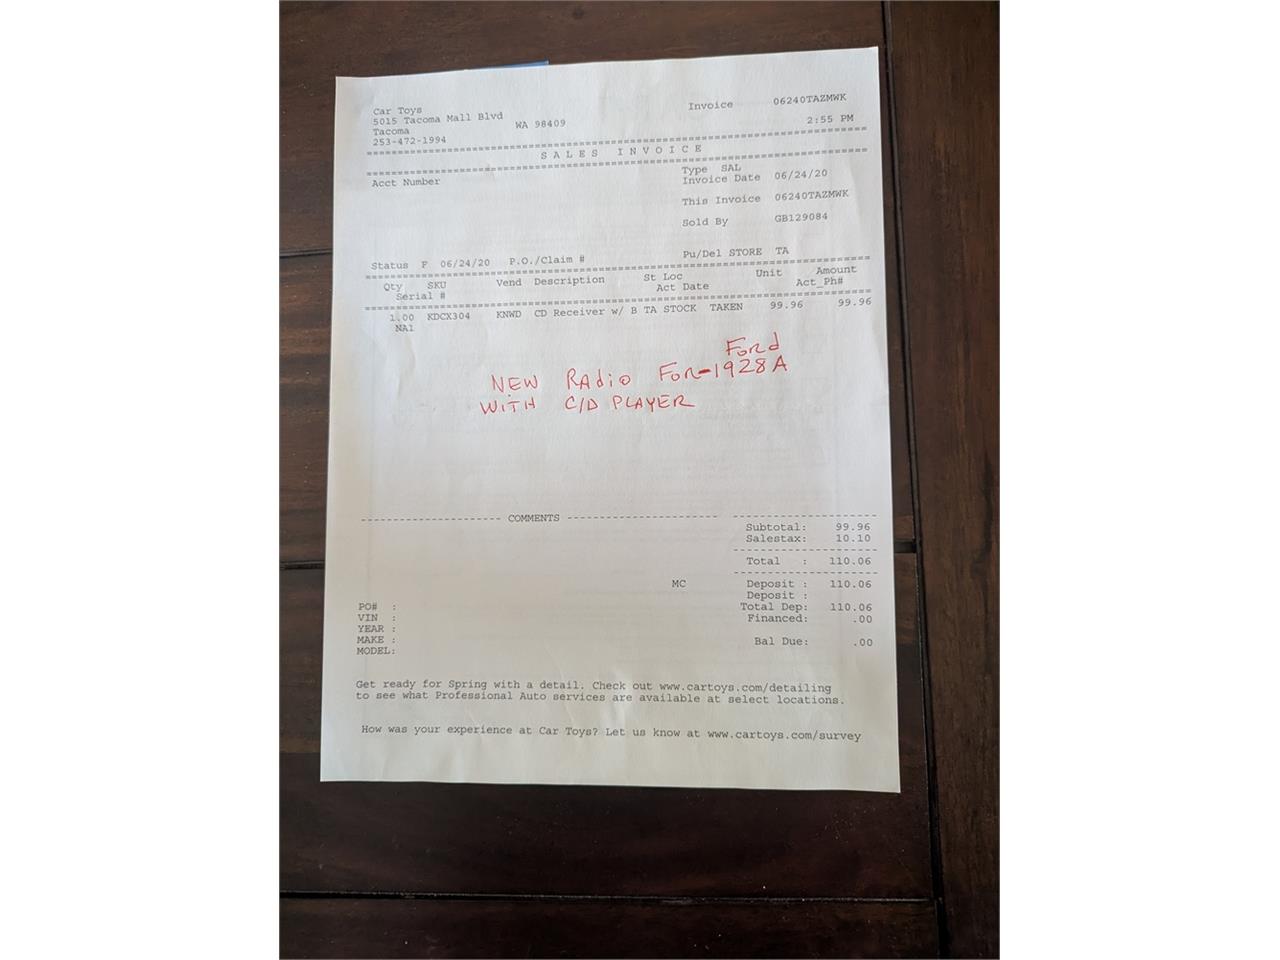 Car Toys
5015 Tacoma Mall Blvd
Tacoma WA 98409
253-472-1994
Invoice 06240TAZMWK
2:55 PM
SALES INVOICE
Acct Number
Type SAL
Invoice Date 06/24/20
This Invoice 06240TAZMWK
Sold By GB129084
Status F 06/24/20 P.O./Claim # Pu/Del STORE TA
Qty SKU Vend Description St Loc Unit Amount
Serial # Act Date Act_Ph#
1.00 KDCX304 KNWD CD Receiver w/ B TA STOCK TAKEN 99.96 99.96
NA1
Ford
NEW RADIO FOR-1928A
WITH C/D PLAYER
COMMENTS
Subtotal: 99.96
Salestax: 10.10
Total : 110.06
MC Deposit : 110.06
Deposit :
Total Dep: 110.06
Financed: .00
Bal Due: .00
PO# :
VIN :
YEAR :
MAKE :
MODEL:
Get ready for Spring with a detail. Check out www.cartoys.com/detailing
to see what Professional Auto services are available at select locations.
How was your experience at Car Toys? Let us know at www.cartoys.com/survey